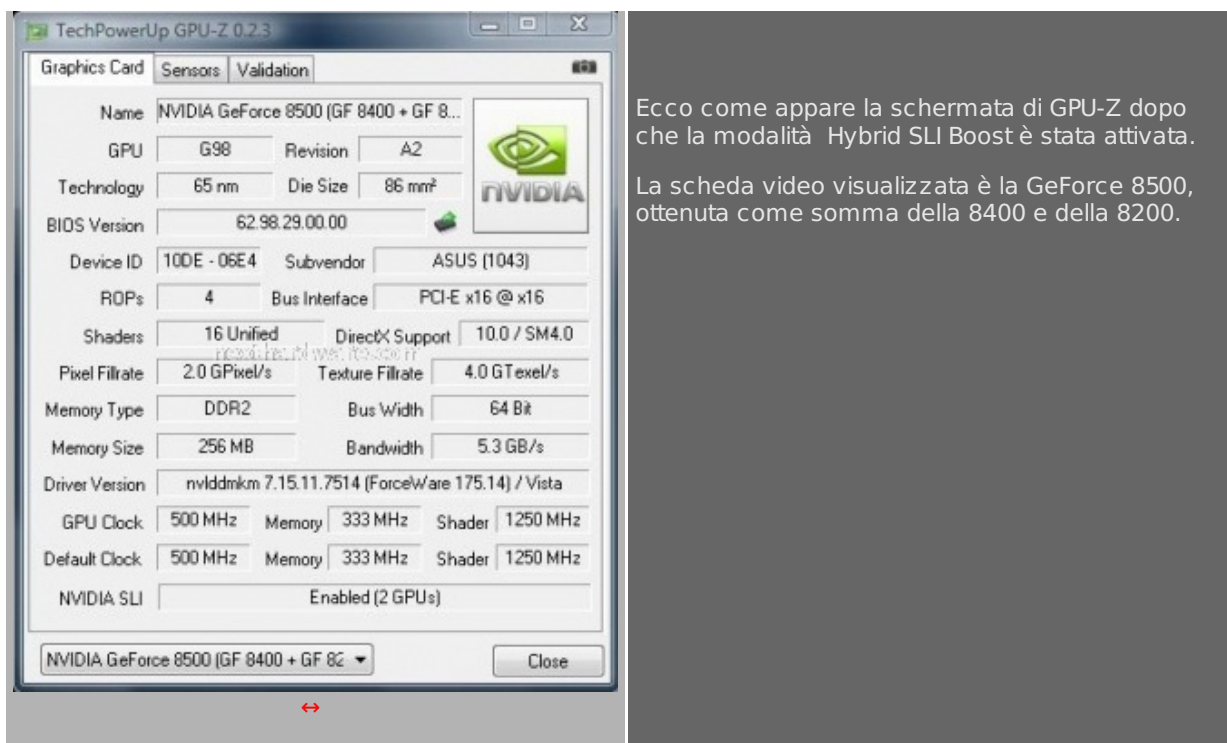 TechPowerUp GPU-Z 0.2.3
Graphics Card Sensors Validation
Name NVIDIA GeForce 8500 (GF 8400 + GF 8...
GPU G98 Revision A2
Technology 65 nm Die Size 86 mm²
NVIDIA
BIOS Version 62.98.29.00.00
Device ID 10DE - 06E4 Subvendor ASUS (1043)
ROPs 4 Bus Interface PCI-E x16 @ x16
Shaders 16 Unified DirectX Support 10.0 / SM4.0
Pixel Fillrate 2.0 GPixel/s Texture Fillrate 4.0 GTexel/s
Memory Type DDR2 Bus Width 64 Bit
Memory Size 256 MB Bandwidth 5.3 GB/s
Driver Version nvlddmkm 7.15.11.7514 (ForceWare 175.14) / Vista
GPU Clock 500 MHz Memory 333 MHz Shader 1250 MHz
Default Clock 500 MHz Memory 333 MHz Shader 1250 MHz
NVIDIA SLI Enabled (2 GPUs)
NVIDIA GeForce 8500 (GF 8400 + GF 82 Close
Ecco come appare la schermata di GPU-Z dopo
che la modalità Hybrid SLI Boost è stata attivata.
La scheda video visualizzata è la GeForce 8500,
ottenuta come somma della 8400 e della 8200.